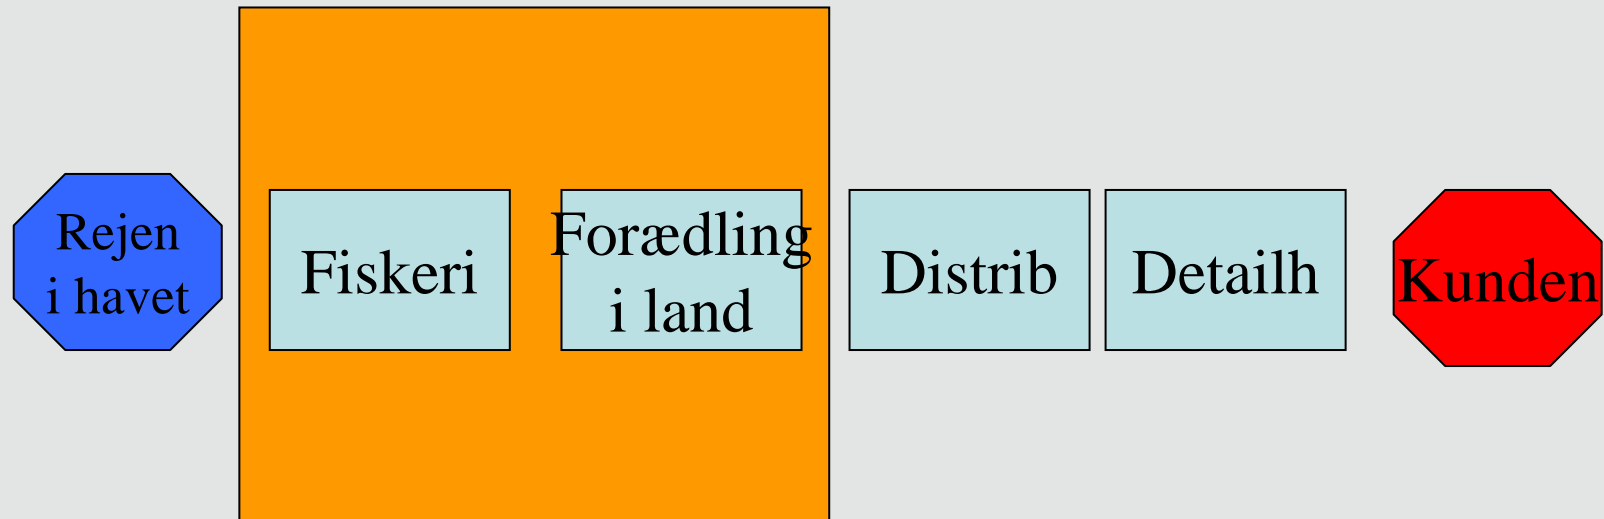 Rejen
i havet
Fiskeri
Forædling
i land
Distrib
Detailh
Kunden